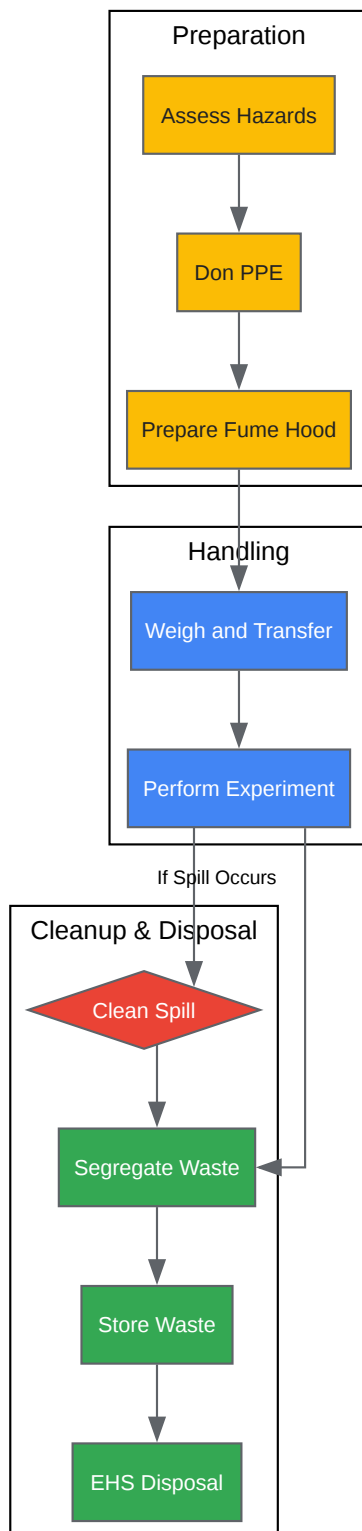 Preparation
Assess Hazards
Don PPE
Prepare Fume Hood
Handling
Weigh and Transfer
Perform Experiment
If Spill Occurs
Cleanup & Disposal
Clean Spill
Segregate Waste
Store Waste
EHS Disposal